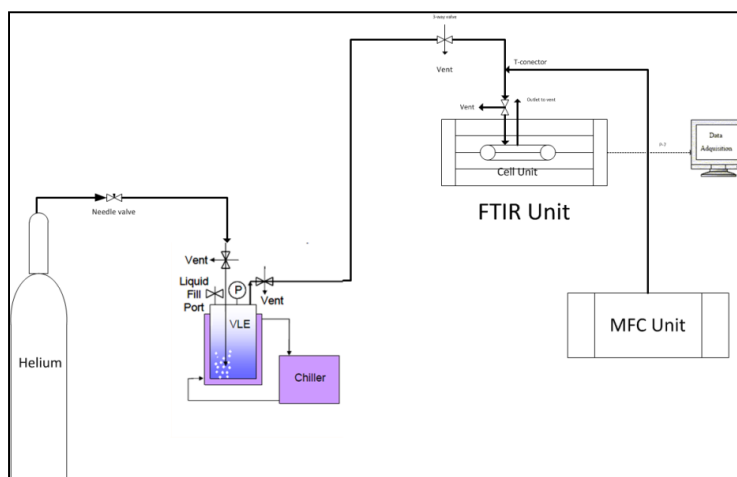 3-way valve
Vent
T-conector
Vent
Outlet to vent
Data
Adquisition
Cell Unit
FTIR Unit
Needle valve
Vent
Liquid
Fill
Port
P
Vent
VLE
MFC Unit
Helium
Chiller